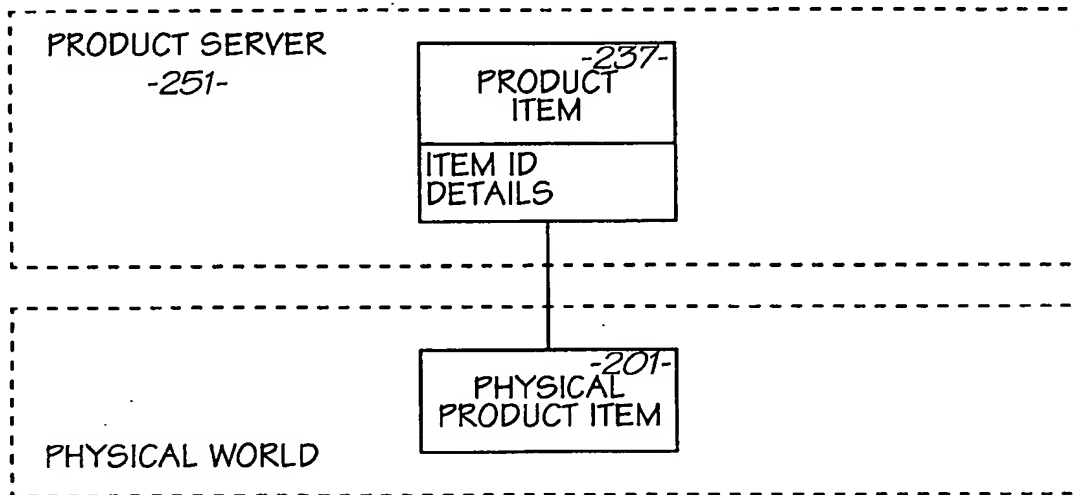 PRODUCT SERVER
-251-
-237-
PRODUCT
ITEM
ITEM ID
DETAILS
-201-
PHYSICAL
PRODUCT ITEM
PHYSICAL WORLD